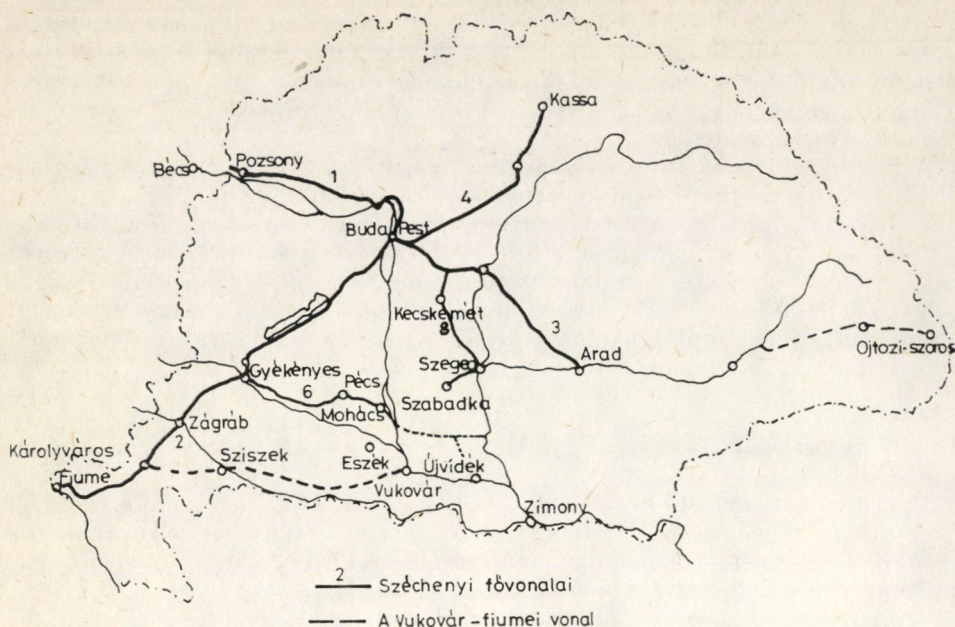 Kassa
Bécs
Pozsony
1
4
Buda
Pest
Kecskemét
8
3
Szege
Arad
Ojtozi-szoros
Gyékényes
Pécs
6
Mohács
Szabadka
Zágráb
2
Károlyváros
Fiume
Sziszek
Eszék
Újvidék
Vukovár
Zimony
2 Széchenyi fővonalai
A Vukovár-fiumei vonal